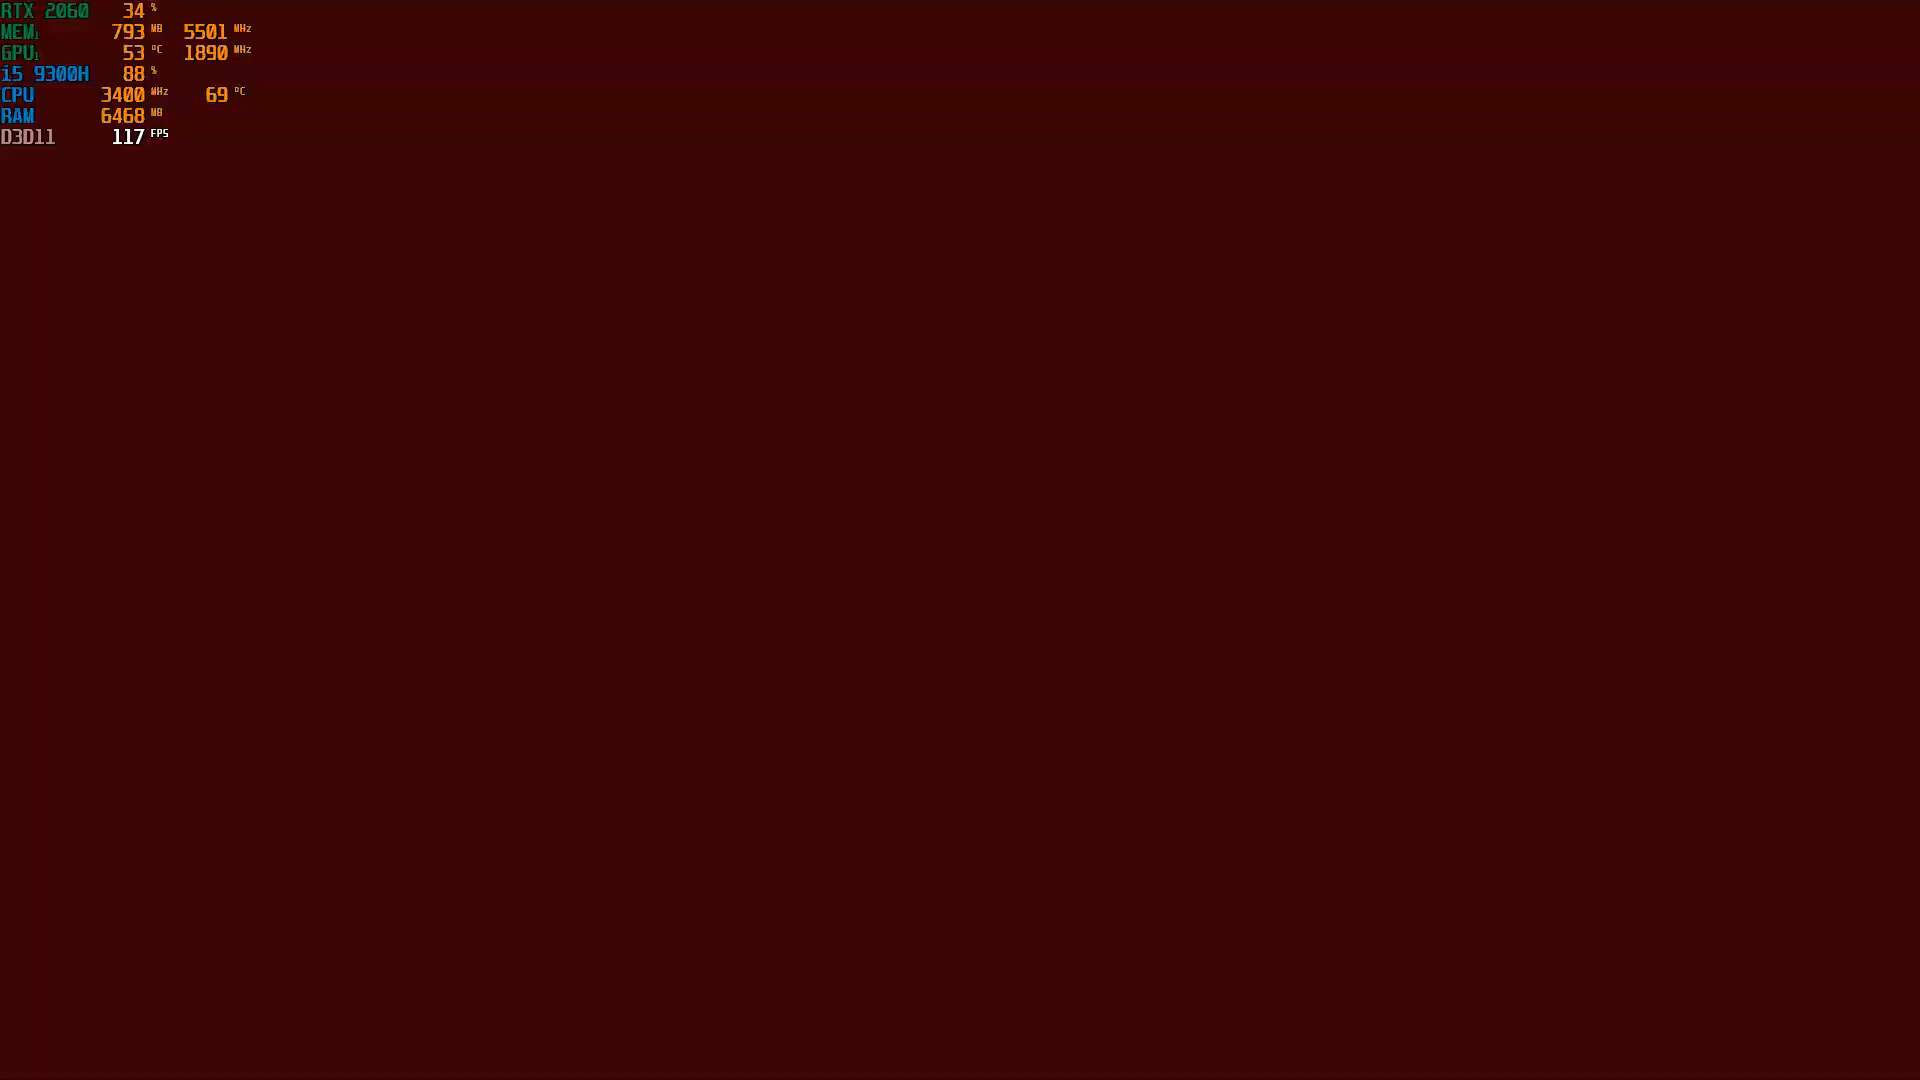 RTX 2060 34 %
MEM1 793 MB 5501 MHz
GPU1 53 °C 1890 MHz
i5 9300H 88 %
CPU 3400 MHz 69 °C
RAM 6468 MB
D3D11 117 FPS